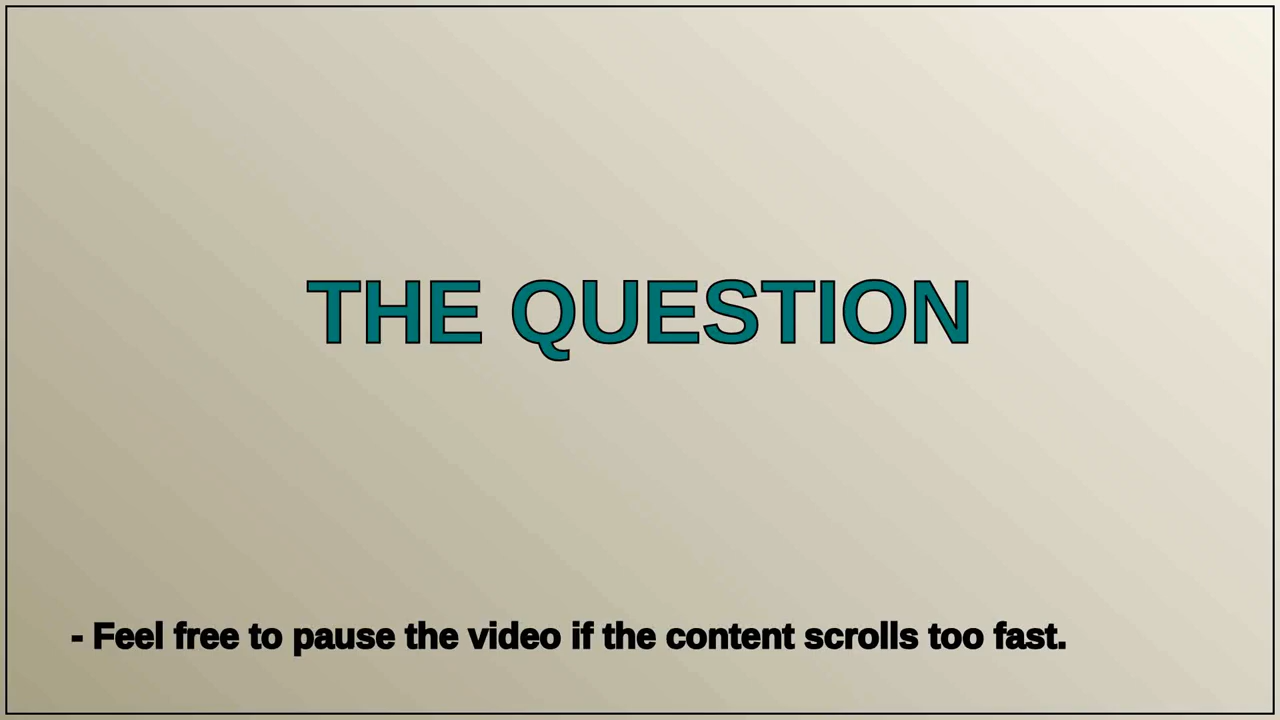 THE QUESTION
- Feel free to pause the video if the content scrolls too fast.